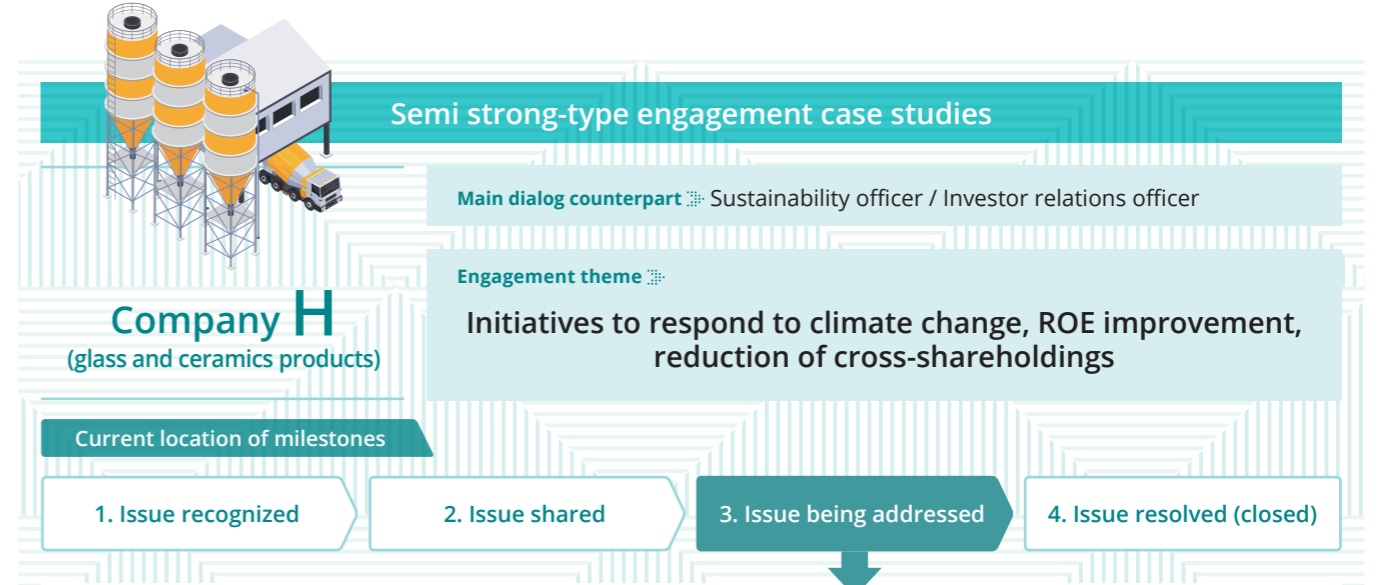 Semi strong-type engagement case studies
Main dialog counterpart Sustainability officer / Investor relations officer
Engagement theme
Initiatives to respond to climate change, ROE improvement,
reduction of cross-shareholdings
Company H
(glass and ceramics products)
Current location of milestones
1. Issue recognized
2. Issue shared
3. Issue being addressed
4. Issue resolved (closed)